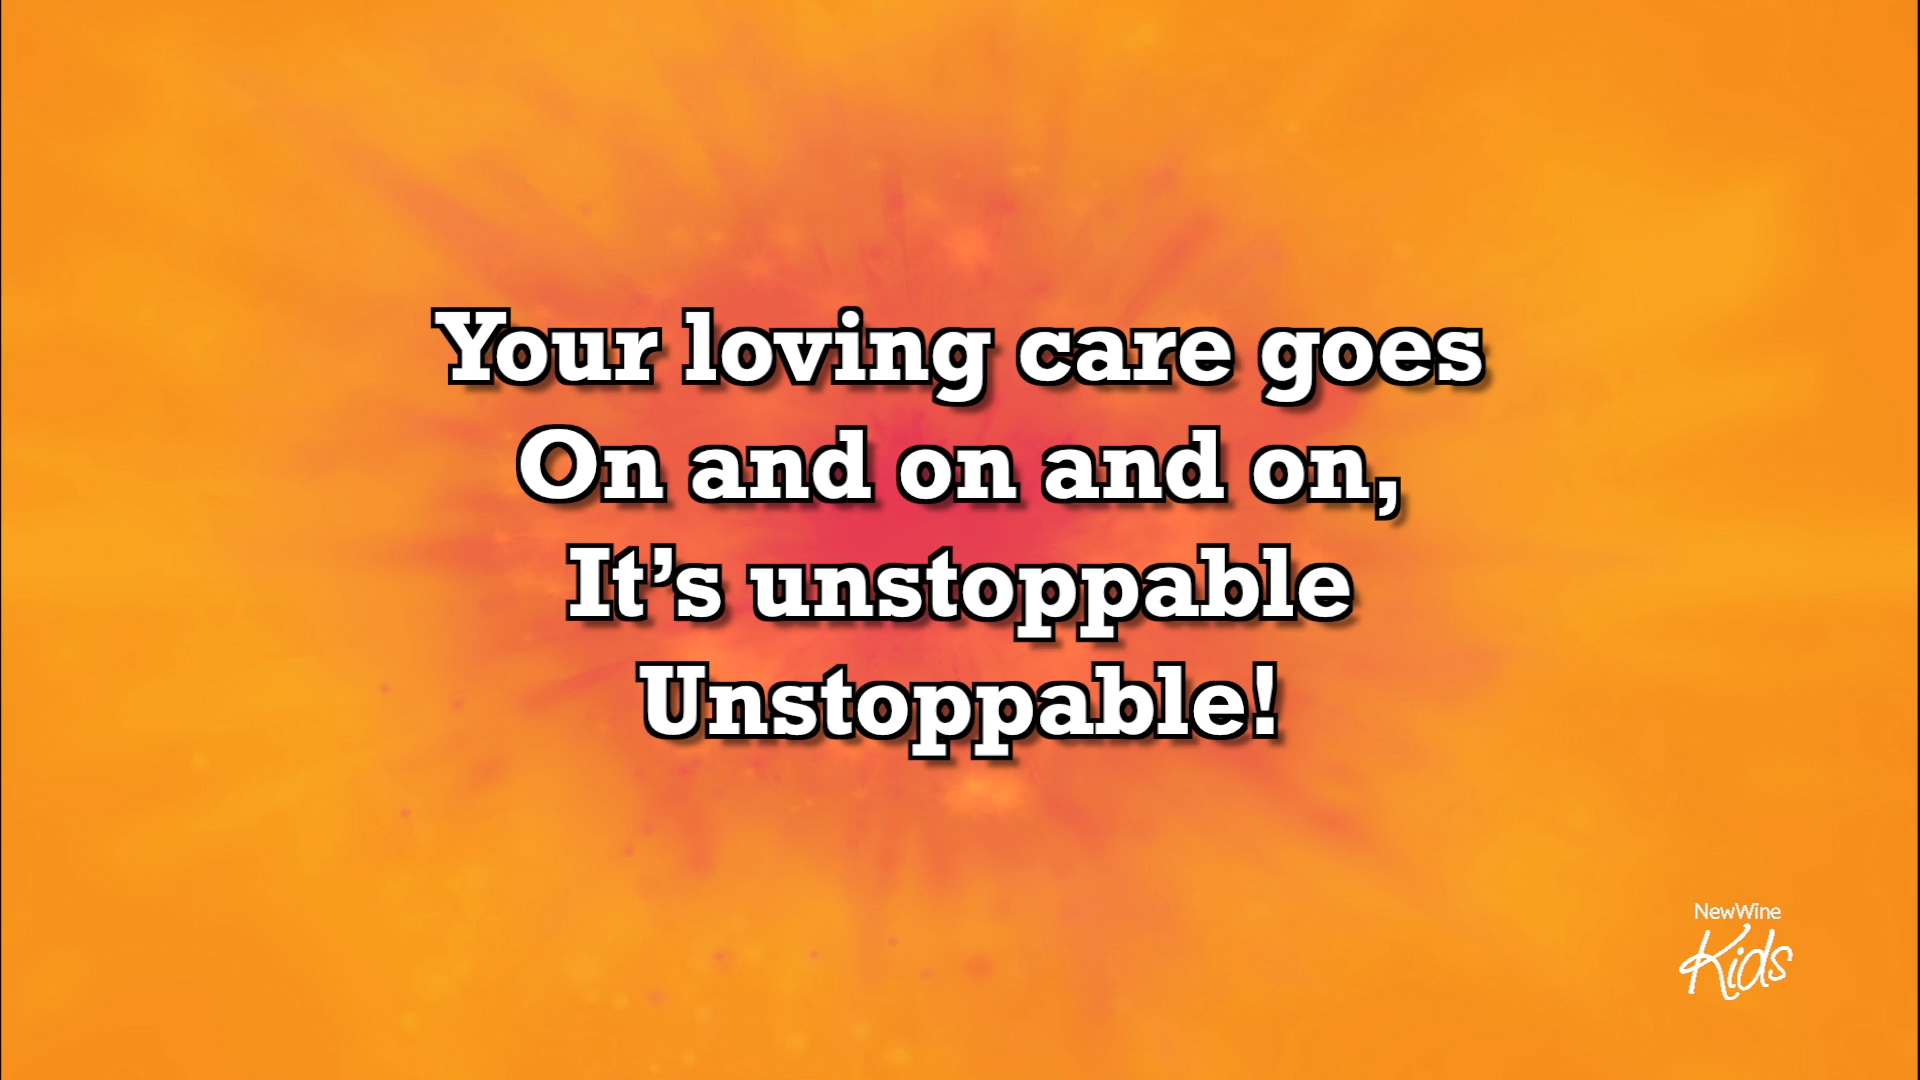 Your loving care goes
On and on and on,
It’s unstoppable
Unstoppable!
NewWine
Kids